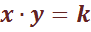 x · y = k